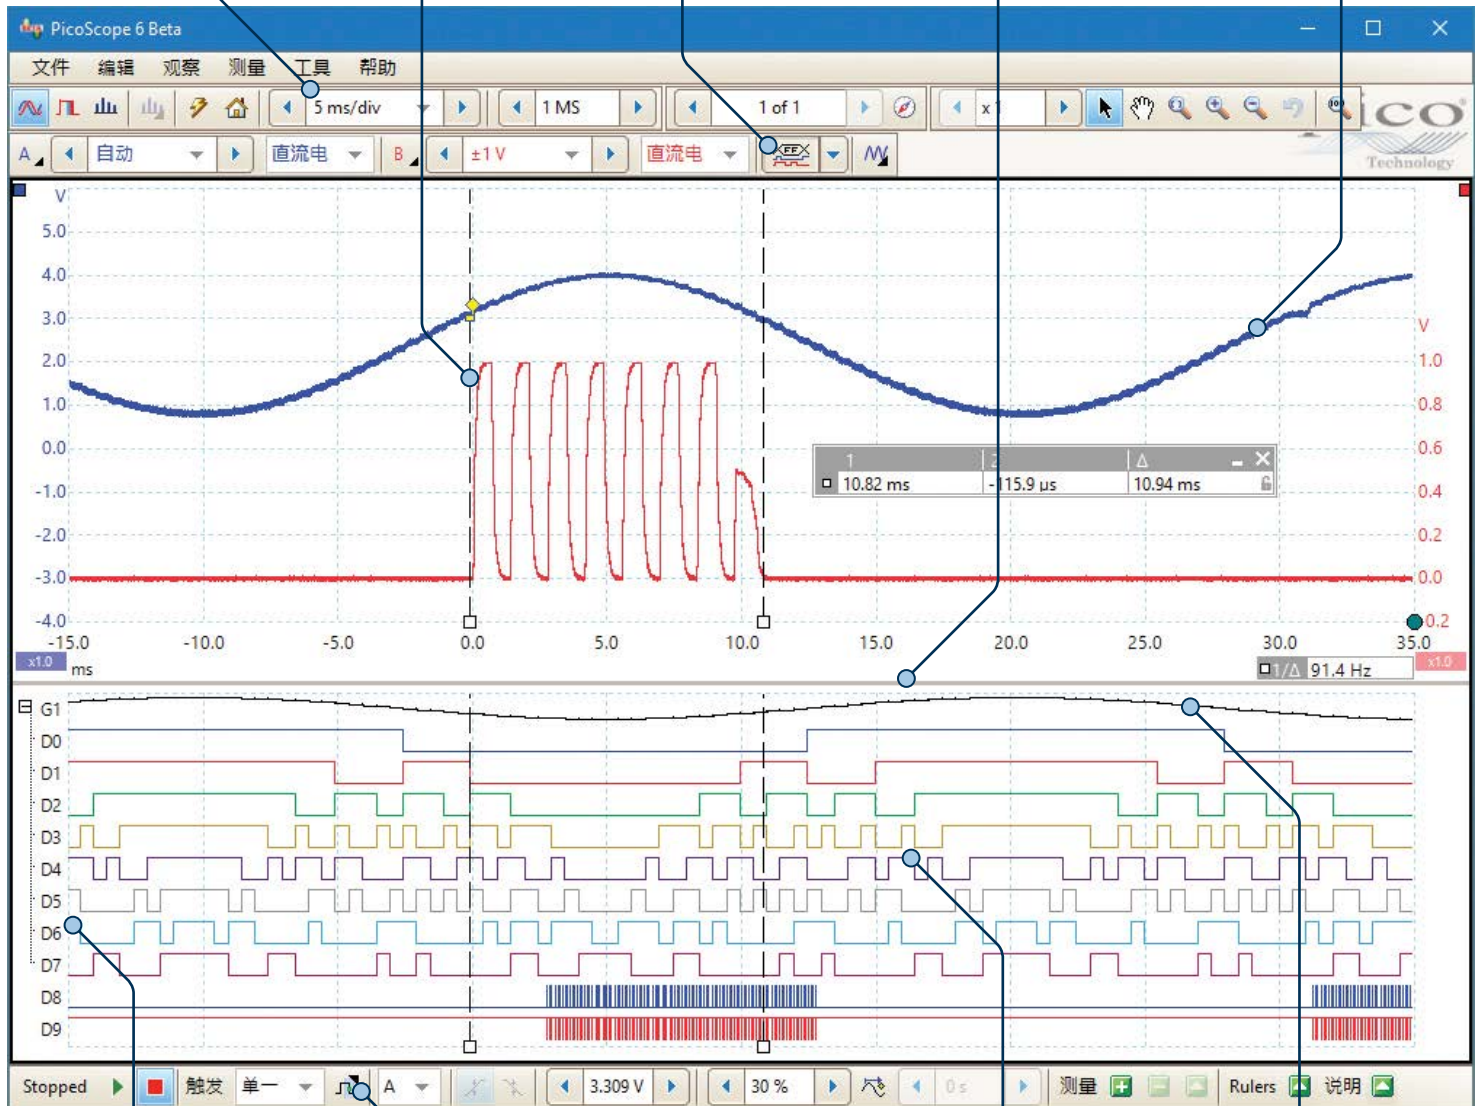 PicoScope 6 Beta
文件 编辑 观察 测量 工具 帮助
5 ms/div 1 MS 1 of 1 x 1 100 pico
A 自动 直流电 B ±1 V 直流电 FF
Technology
V
5.0
4.0
3.0 V
2.0 1.0
1.0 0.8
0.0 0.6
1 2 Δ
10.82 ms -115.9 µs 10.94 ms
-1.0 0.4
-2.0 0.2
-3.0 0.0
-4.0 0.2
-15.0 -10.0 -5.0 0.0 5.0 10.0 15.0 20.0 25.0 30.0 35.0
x1.0 ms 1/Δ 91.4 Hz x1.0
G1
D0
D1
D2
D3
D4
D5
D6
D7
D8
D9
Stopped 触发 单一 A 3.309 V 30 % 0 s 测量 Rulers 说明